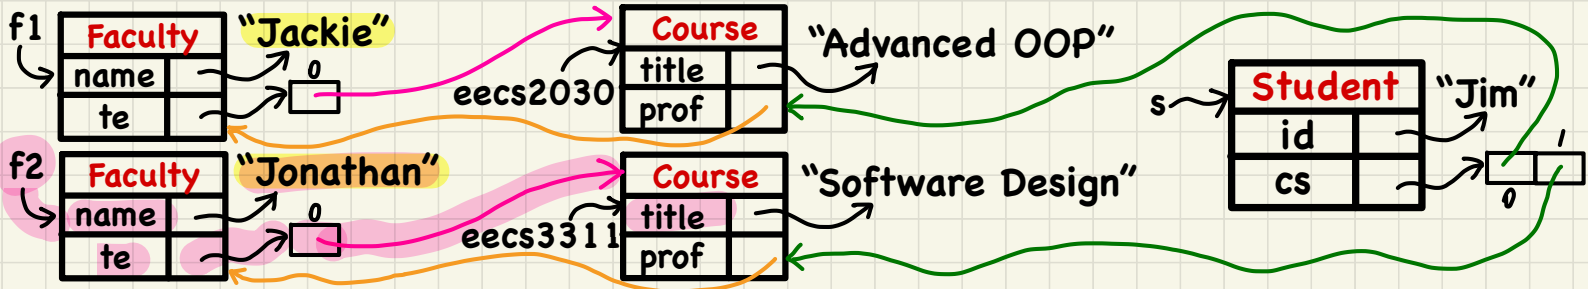 f1
Faculty
name
te
"Jackie"
0
eecs2030
Course
title
prof
"Advanced OOP"
f2
Faculty
name
te
"Jonathan"
0
eecs3311
Course
title
prof
"Software Design"
s
Student
id
cs
"Jim"
0
1